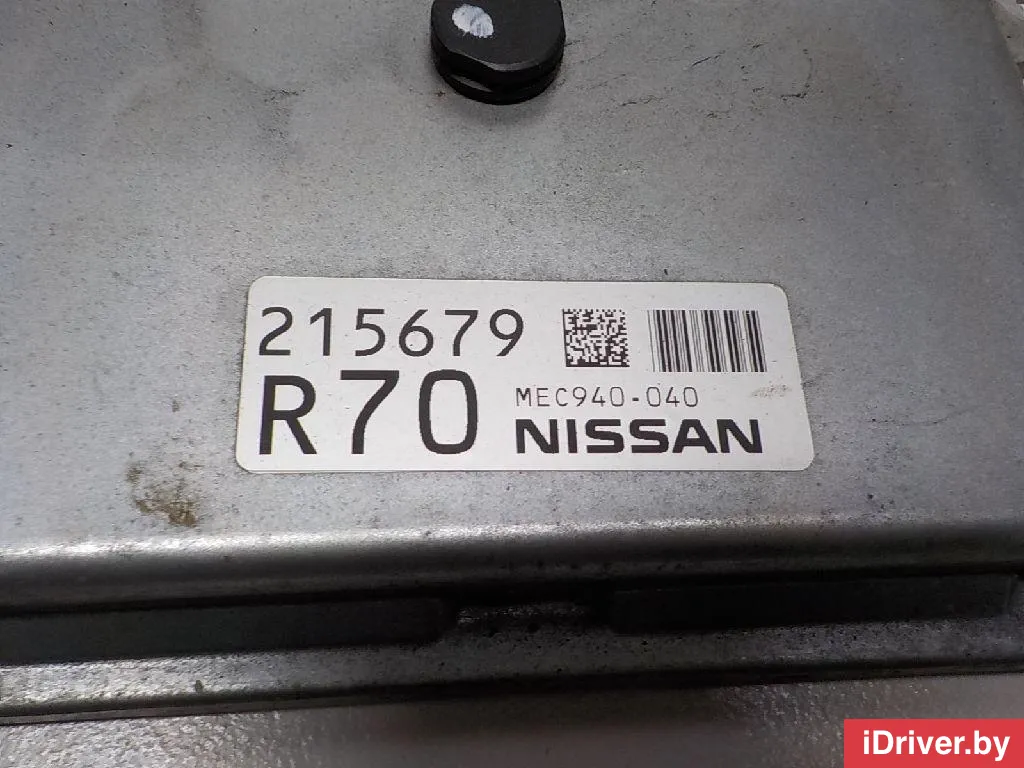 215679
R70
MEC940-040
NISSAN
iDriver.by